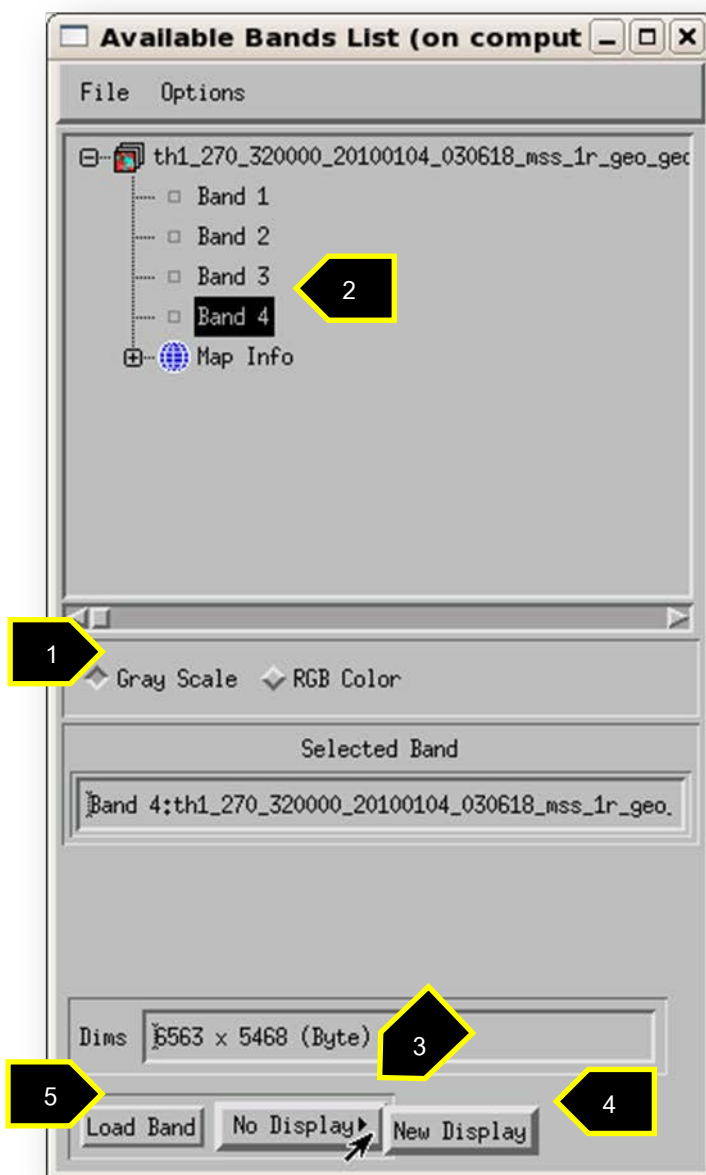 Available Bands List (on comput
File Options
th1_270_320000_20100104_030618_mss_1r_geo_geo
Band 1
Band 2
Band 3
2
Band 4
Map Info
1
Gray Scale RGB Color
Selected Band
Band 4:th1_270_320000_20100104_030618_mss_1r_geo_
Dims 6563 x 5468 (Byte)
3
5
4
Load Band No Display New Display